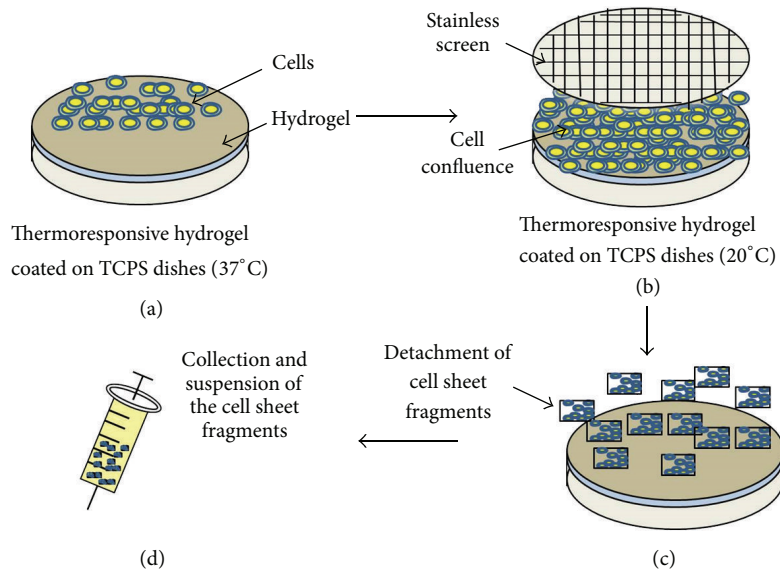 Cells
Hydrogel
Thermoresponsive hydrogel
coated on TCPS dishes (37°C)
(a)
Stainless
screen
Cell
confluence
Thermoresponsive hydrogel
coated on TCPS dishes (20°C)
(b)
Detachment of
cell sheet
fragments
(c)
Collection and
suspension of
the cell sheet
fragments
(d)